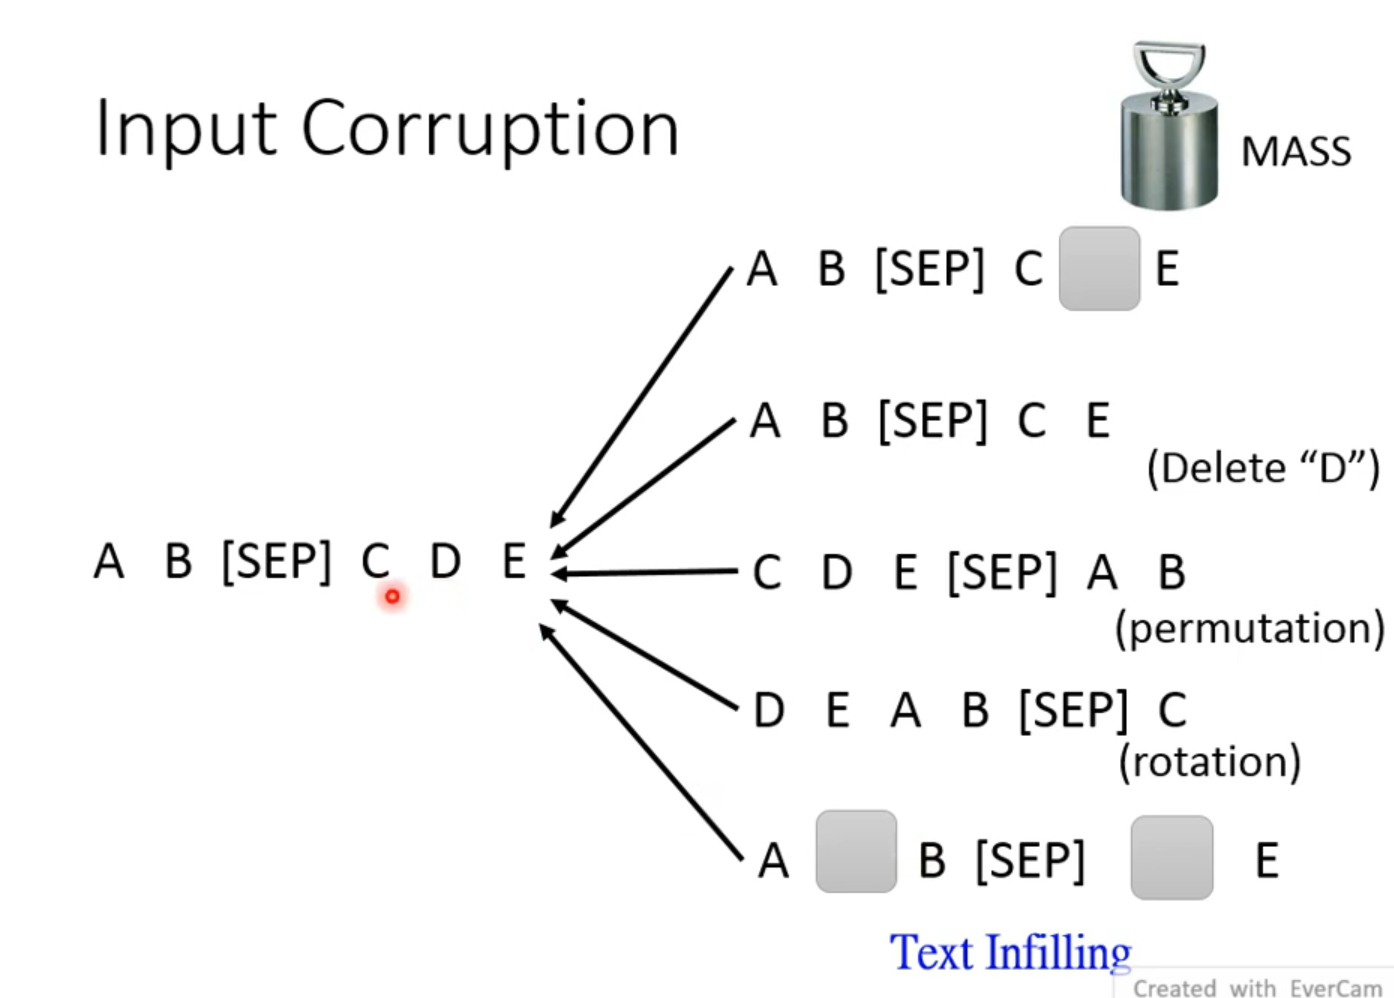 Input Corruption
MASS
A B [SEP] C E
A B [SEP] C E
(Delete “D”)
A B [SEP] C D E
C D E [SEP] A B
(permutation)
D E A B [SEP] C
(rotation)
A B [SEP] E
Text Infilling
Created with EverCam